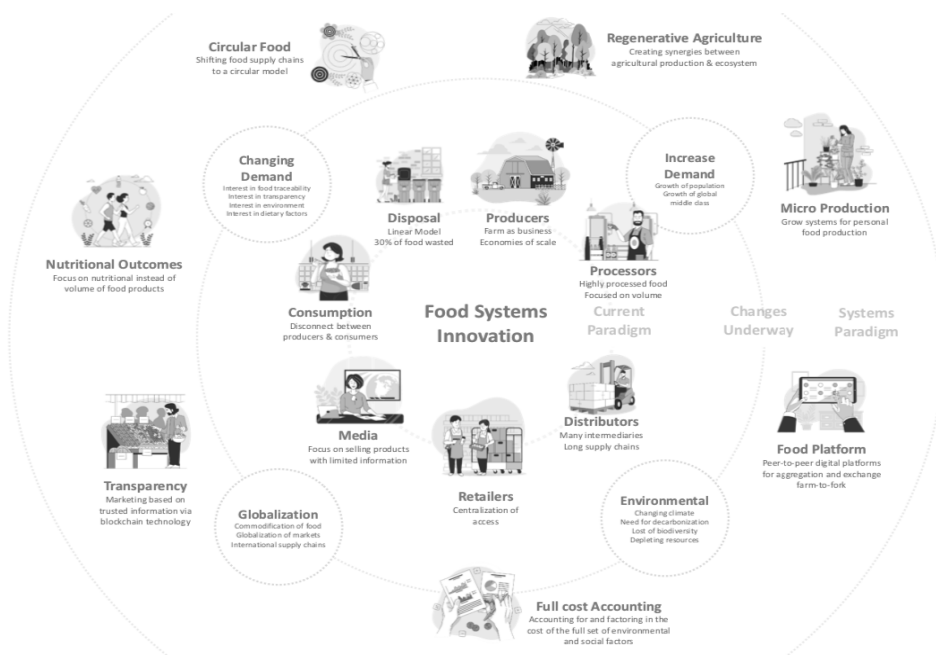 Circular Food
Shifting food supply chains
to a circular model
Regenerative Agriculture
Creating synergies between
agricultural production & ecosystem
Changing
Demand
Interest in food traceability
Interest in transparency
Interest in environment
Interest in dietary factors
Disposal
Linear Model
30% of food wasted
Producers
Farm as business
Economies of scale
Increase
Demand
Growth of population
Growth of global
middle class
Micro Production
Grow systems for personal
food production
Nutritional Outcomes
Focus on nutritional instead of
volume of food products
Consumption
Disconnect between
producers & consumers
Processors
Highly processed food
Focused on volume
Food Systems
Innovation
Current
Paradigm
Changes
Underway
Systems
Paradigm
Media
Focus on selling products
with limited information
Retailers
Centralization of
access
Distributors
Many intermediaries
Long supply chains
Food Platform
Peer-to-peer digital platforms
for aggregation and exchange
farm-to-fork
Transparency
Marketing based on
trusted information via
blockchain technology
Globalization
Commodification of food
Globalization of markets
International supply chains
Environmental
Changing climate
Need for decarbonization
Lost of biodiversity
Depleting resources
Full cost Accounting
Accounting for and factoring in the
cost of the full set of environmental
and social factors